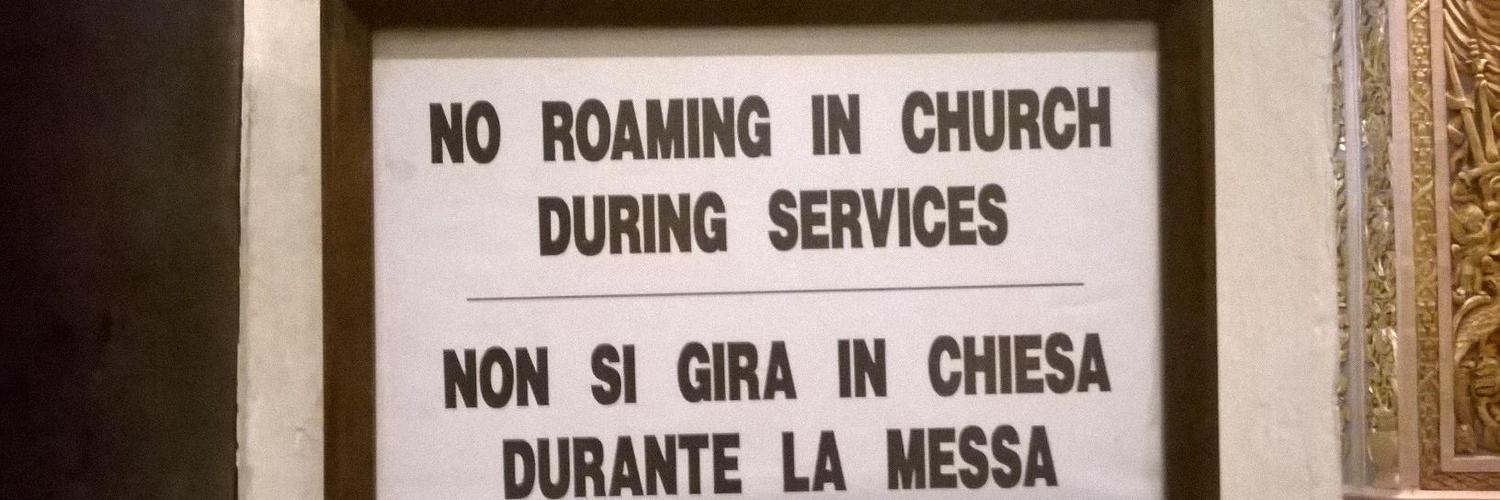 NO ROAMING IN CHURCH
DURING SERVICES
NON SI GIRA IN CHIESA
DURANTE LA MESSA